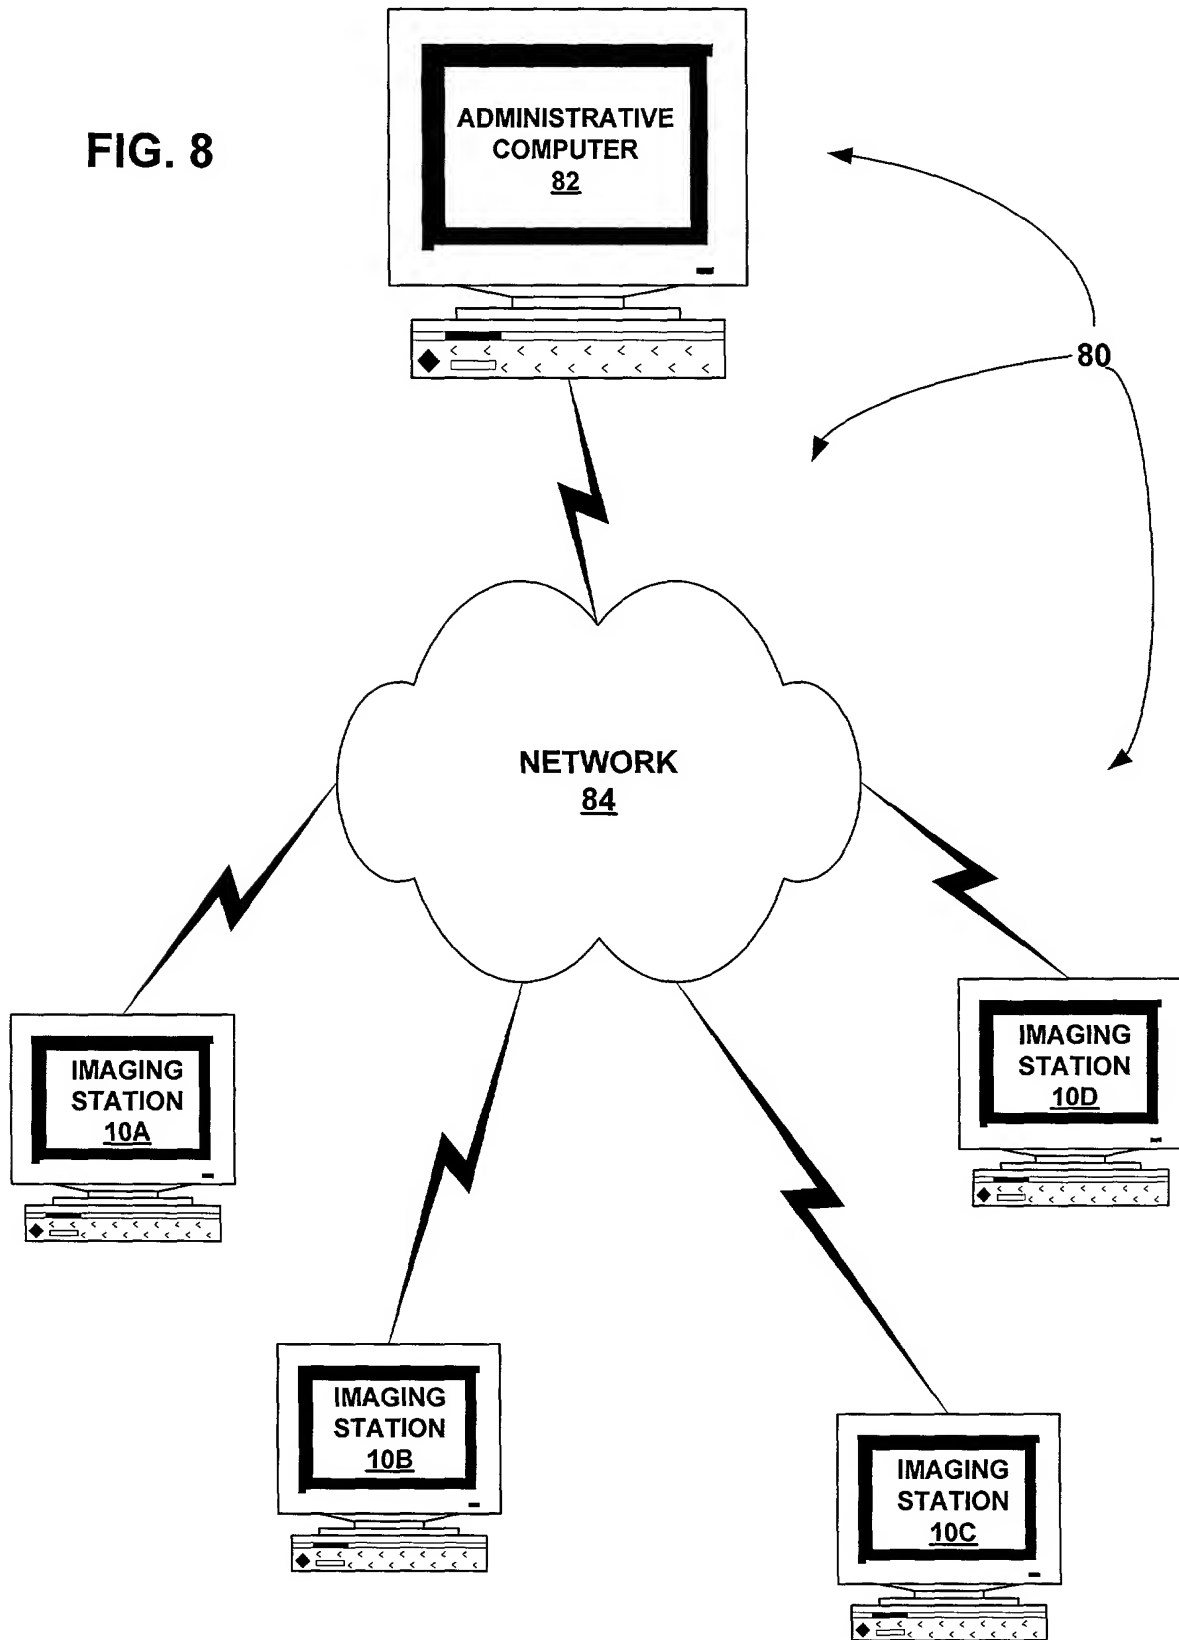 FIG. 8
ADMINISTRATIVE
COMPUTER
82
80
NETWORK
84
IMAGING
STATION
10A
IMAGING
STATION
10D
IMAGING
STATION
10B
IMAGING
STATION
10C